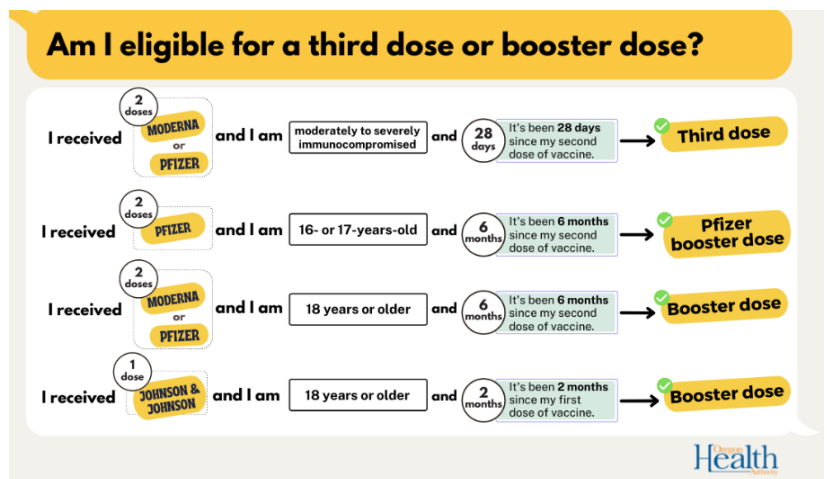 Am I eligible for a third dose or booster dose?
2
doses
I received
MODERNA
or
PFIZER
and I am
moderately to severely
immunocompromised
and
28
days
It's been 28 days
since my second
dose of vaccine.
Third dose
2
doses
I received
PFIZER
and I am
16- or 17-years-old
and
6
months
It's been 6 months
since my second
dose of vaccine.
Pfizer
booster dose
2
doses
I received
MODERNA
or
PFIZER
and I am
18 years or older
and
6
months
It's been 6 months
since my second
dose of vaccine.
Booster dose
1
dose
I received
JOHNSON &
JOHNSON
and I am
18 years or older
and
2
months
It's been 2 months
since my first
dose of vaccine.
Booster dose
Oregon
Health
Authority